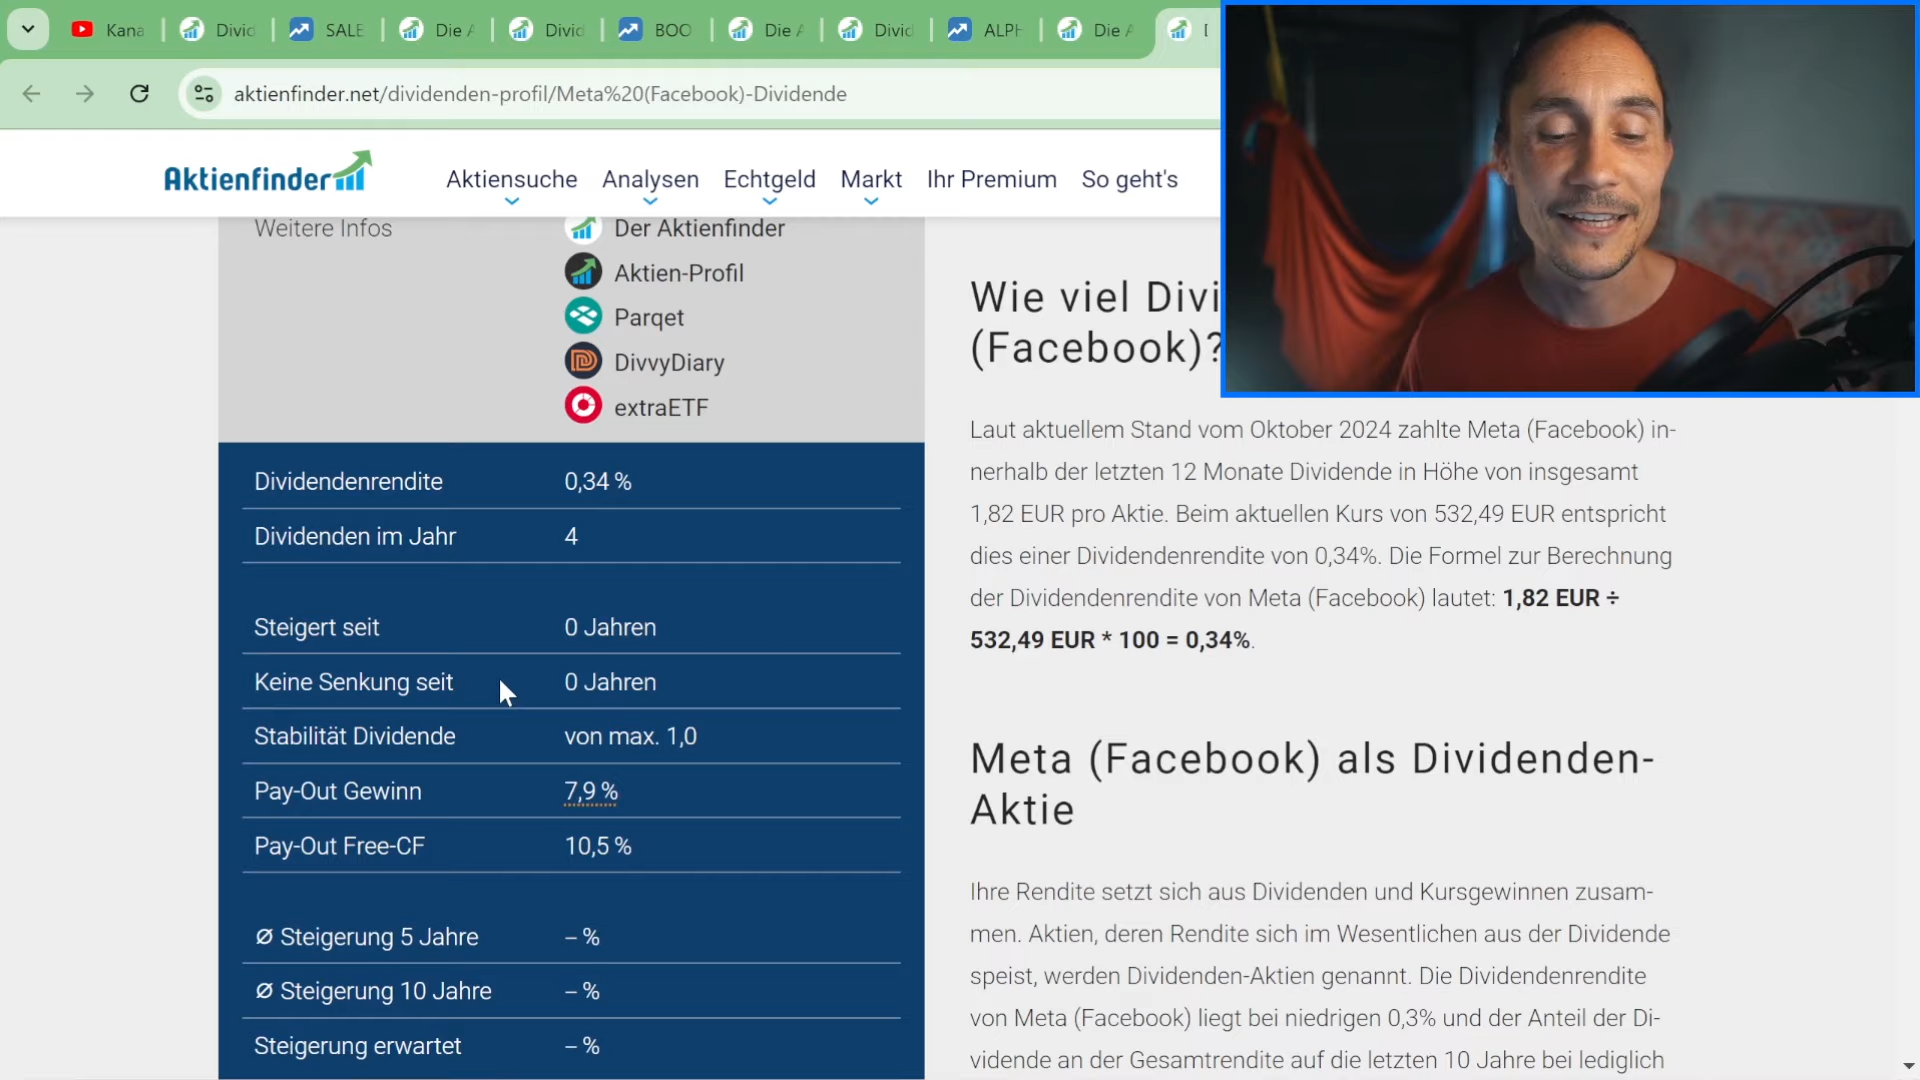 Kana
Divid
SALE
Die A
Divid
BOO
Die A
Divid
ALPH
Die A
aktienfinder.net/dividenden-profil/Meta%20(Facebook)-Dividende
Aktienfinder
Aktiensuche
Analysen
Echtgeld
Markt
Ihr Premium
So geht's
Weitere Infos
Der Aktienfinder
Aktien-Profil
Parqet
DivvyDiary
extraETF
Dividendenrendite 0,34 %
Dividenden im Jahr 4
Steigert seit 0 Jahren
Keine Senkung seit 0 Jahren
Stabilität Dividende von max. 1,0
Pay-Out Gewinn 7,9 %
Pay-Out Free-CF 10,5 %
Ø Steigerung 5 Jahre – %
Ø Steigerung 10 Jahre – %
Steigerung erwartet – %
Wie viel Divi
(Facebook)?
Laut aktuellem Stand vom Oktober 2024 zahlte Meta (Facebook) in-
nerhalb der letzten 12 Monate Dividende in Höhe von insgesamt
1,82 EUR pro Aktie. Beim aktuellen Kurs von 532,49 EUR entspricht
dies einer Dividendenrendite von 0,34%. Die Formel zur Berechnung
der Dividendenrendite von Meta (Facebook) lautet: 1,82 EUR ÷
532,49 EUR * 100 = 0,34%.
Meta (Facebook) als Dividenden-
Aktie
Ihre Rendite setzt sich aus Dividenden und Kursgewinnen zusam-
men. Aktien, deren Rendite sich im Wesentlichen aus der Dividende
speist, werden Dividenden-Aktien genannt. Die Dividendenrendite
von Meta (Facebook) liegt bei niedrigen 0,3% und der Anteil der Di-
vidende an der Gesamtrendite auf die letzten 10 Jahre bei lediglich